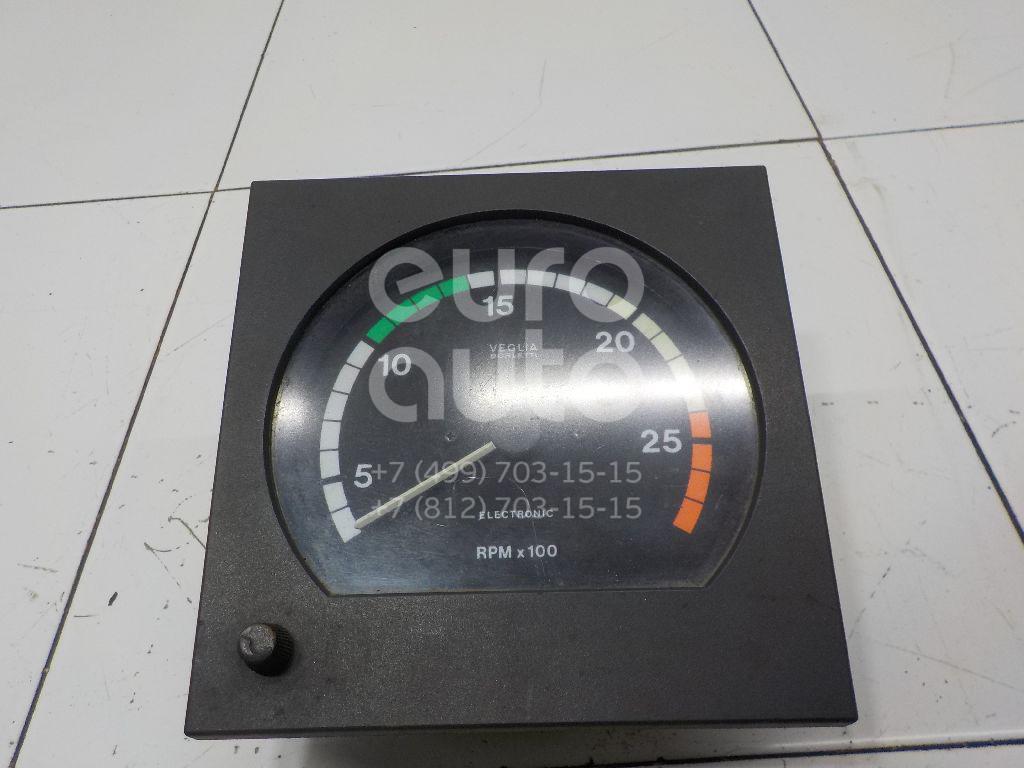 euro
auto
15
20
VEGLIA
BORLETTI
10
25
5
+7 (499) 703-15-15
+7 (812) 703-15-15
ELECTRONIC
RPM x 100